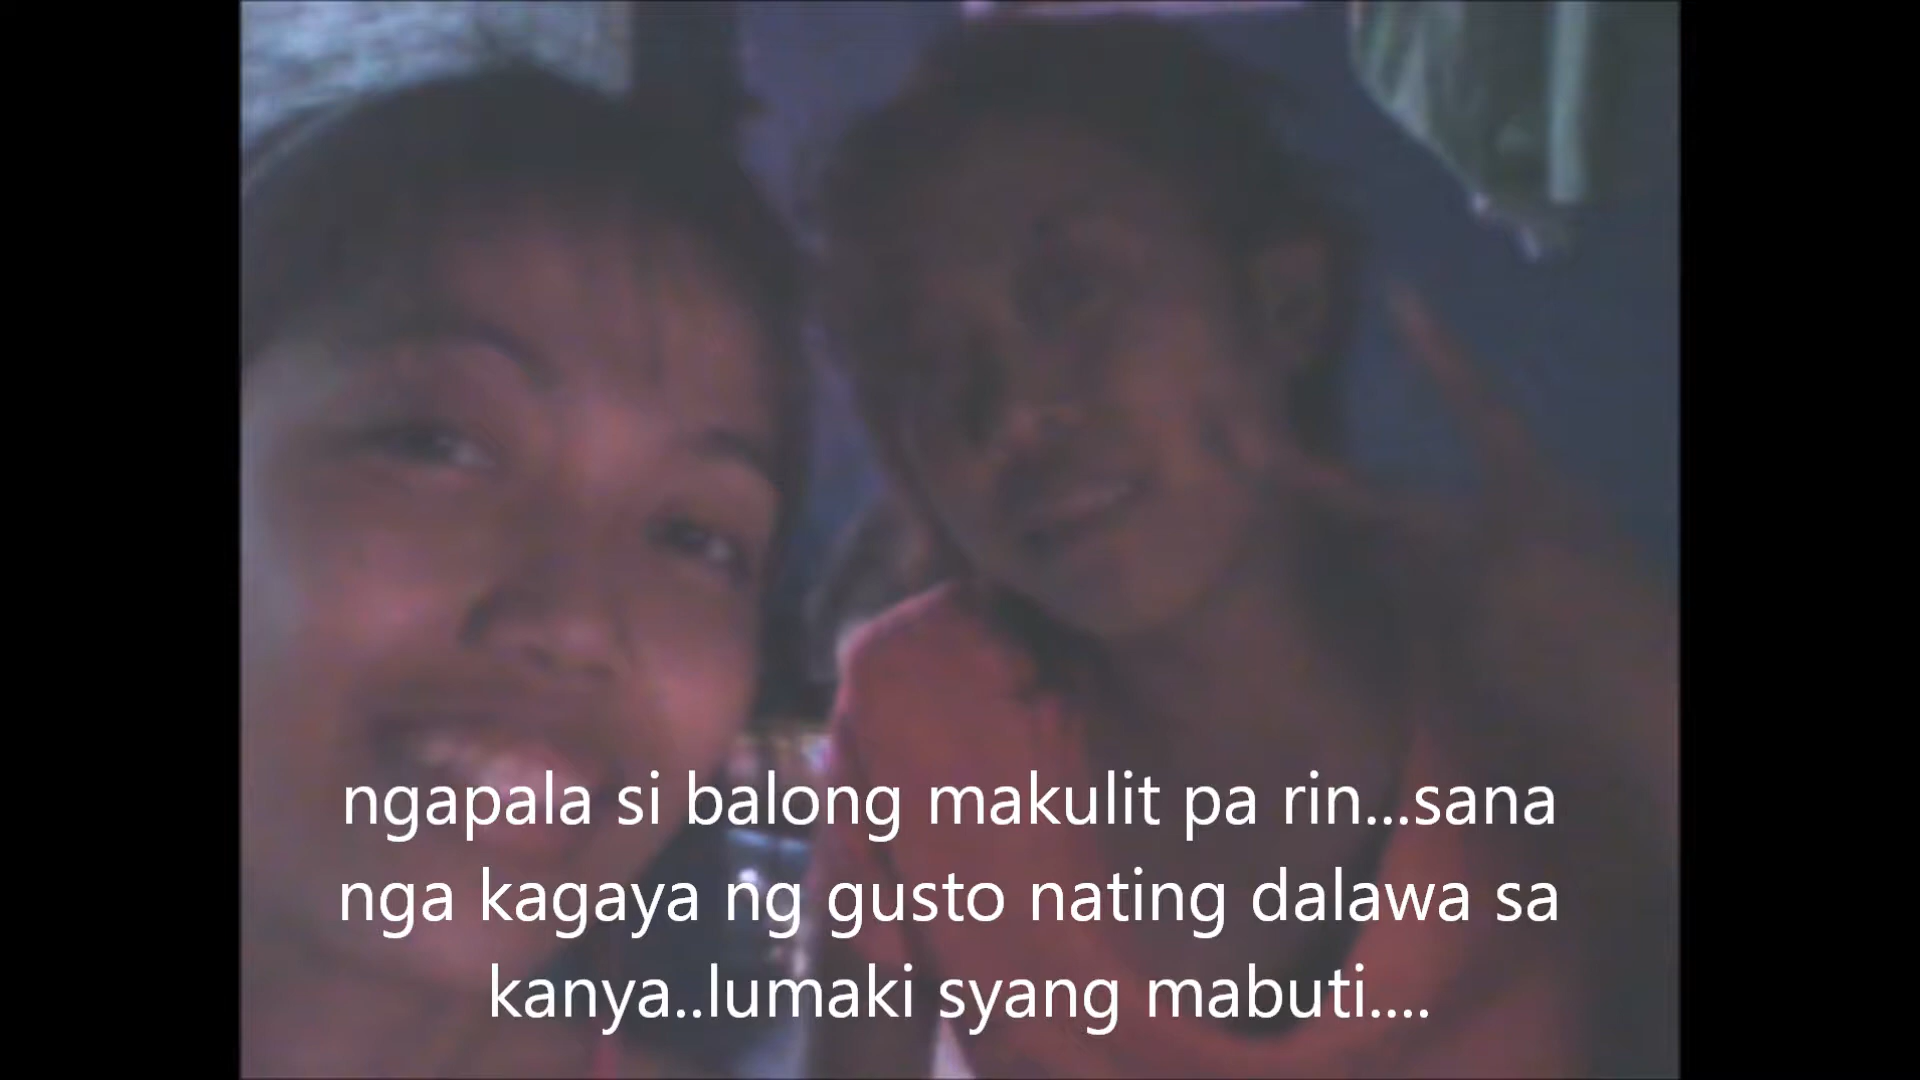 ngapala si balong makulit pa rin...sana
nga kagaya ng gusto nating dalawa sa
kanya..lumaki syang mabuti....